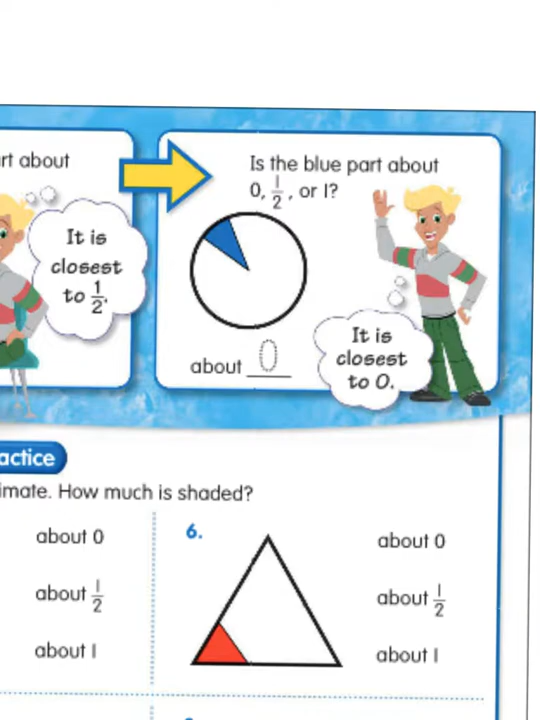 rt about
It is
closest
to 1/2.
Is the blue part about
0, 1/2, or 1?
about 0
It is
closest
to 0.
actice
imate. How much is shaded?
about 0
about 1/2
about 1
6.
about 0
about 1/2
about 1